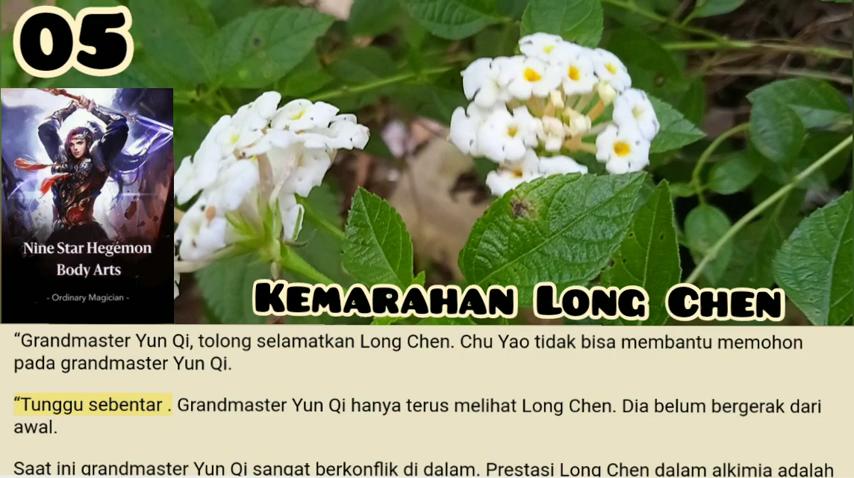 05
Nine Star Hegemon
Body Arts
- Ordinary Magician -
KEMARAHAN LONG CHEN
“Grandmaster Yun Qi, tolong selamatkan Long Chen. Chu Yao tidak bisa membantu memohon
pada grandmaster Yun Qi.
“Tunggu sebentar . Grandmaster Yun Qi hanya terus melihat Long Chen. Dia belum bergerak dari
awal.
Saat ini grandmaster Yun Qi sangat berkonflik di dalam. Prestasi Long Chen dalam alkimia adalah